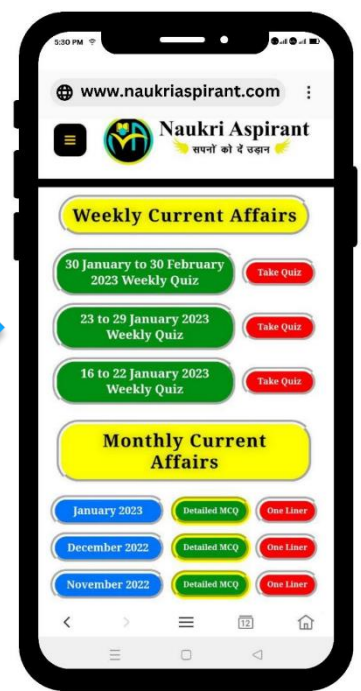 5:30 PM
www.naukriaspirant.com
Naukri Aspirant
सपनों को दें उड़ान
Weekly Current Affairs
30 January to 30 February
2023 Weekly Quiz
Take Quiz
23 to 29 January 2023
Weekly Quiz
Take Quiz
16 to 22 January 2023
Weekly Quiz
Take Quiz
Monthly Current
Affairs
January 2023
Detailed MCQ
One Liner
December 2022
Detailed MCQ
One Liner
November 2022
Detailed MCQ
One Liner
12